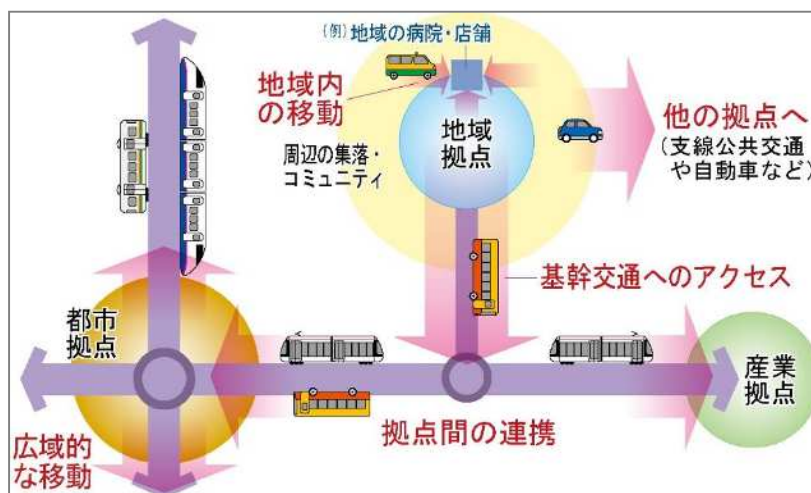 (例)地域の病院・店舗
地域内
の移動
地域
拠点
周辺の集落・
コミュニティ
他の拠点へ
(支線公共交通
や自動車など)
基幹交通へのアクセス
都市
拠点
産業
拠点
拠点間の連携
広域的
な移動